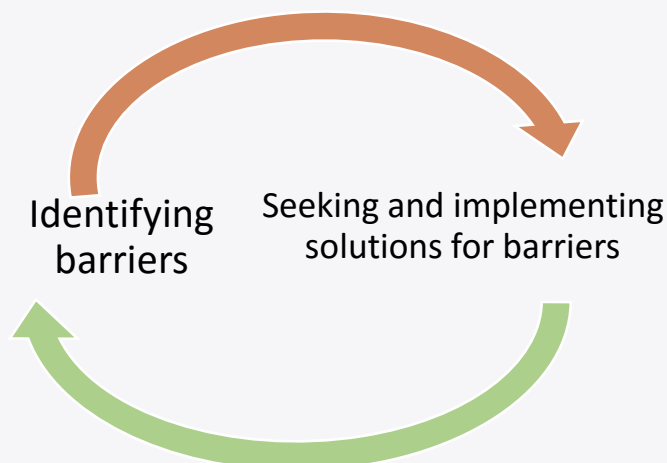 Identifying
barriers
Seeking and implementing
solutions for barriers